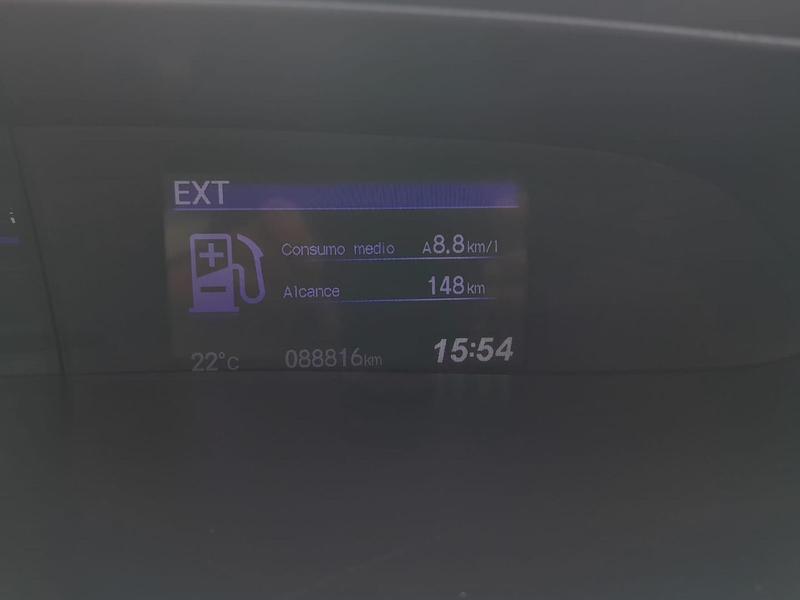 EXT
Consumo medio A8.8km/l
Alcance 148km
22°C 088816km 15:54